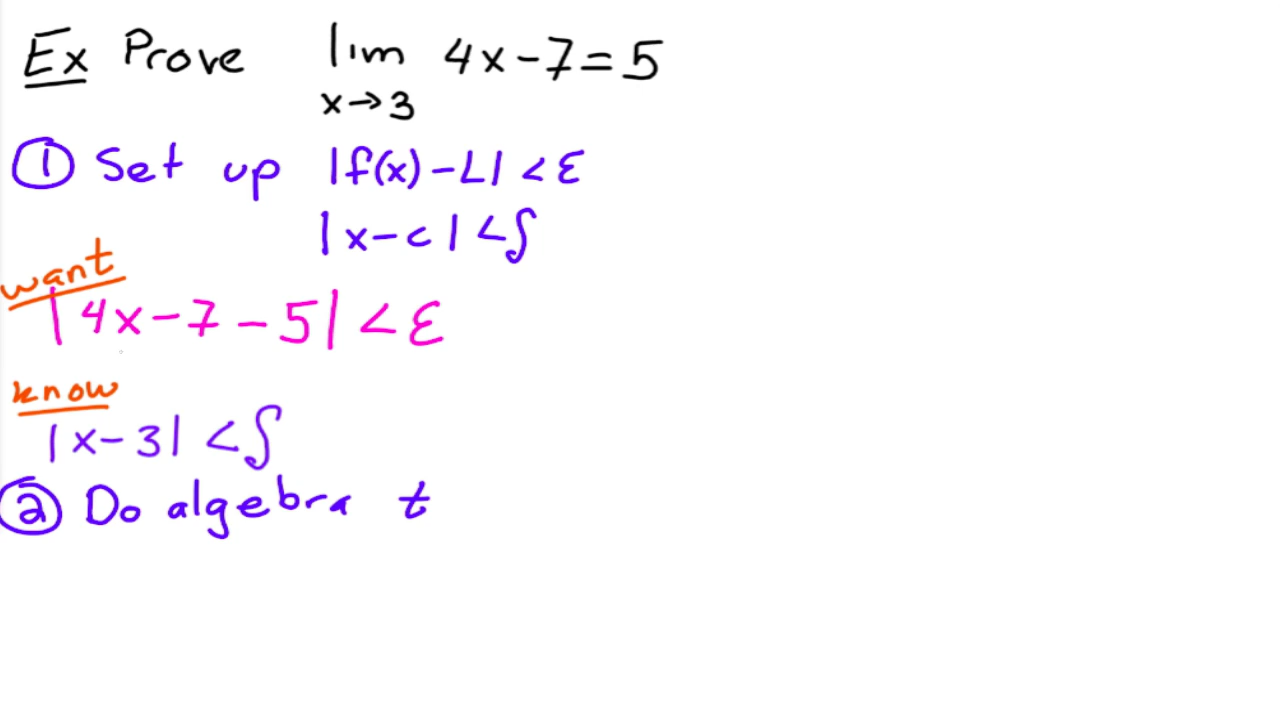 Ex Prove lim 4x-7=5
x→3
① Set up |f(x)-L| < ε
|x-c| < δ
want
|4x-7-5| < ε
know
|x-3| < δ
② Do algebra t